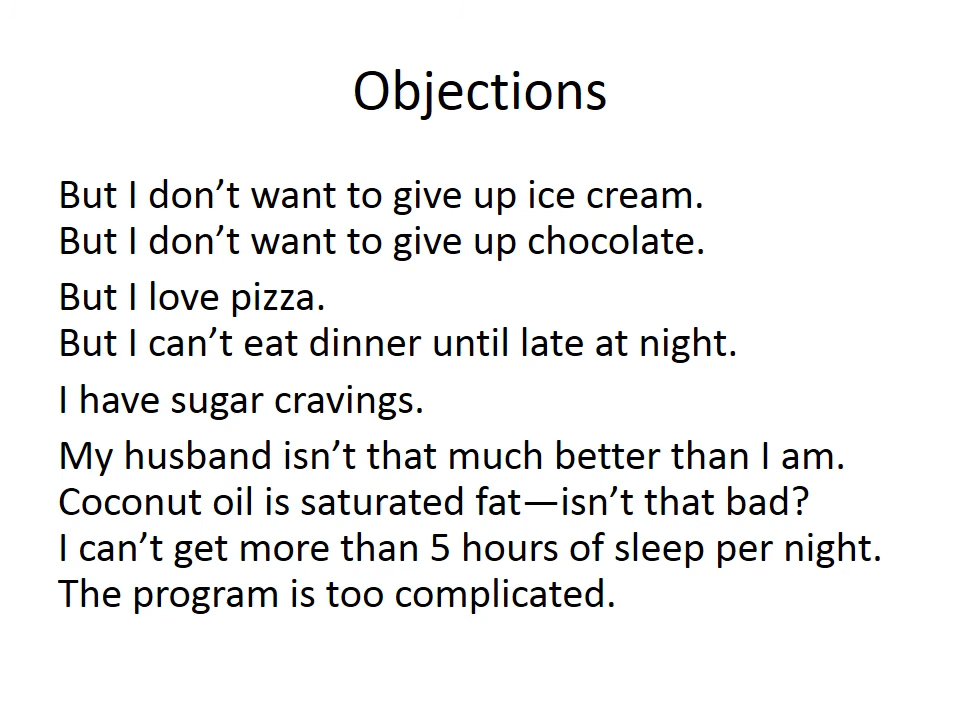 Objections
But I don’t want to give up ice cream.
But I don’t want to give up chocolate.
But I love pizza.
But I can’t eat dinner until late at night.
I have sugar cravings.
My husband isn’t that much better than I am.
Coconut oil is saturated fat—isn’t that bad?
I can’t get more than 5 hours of sleep per night.
The program is too complicated.